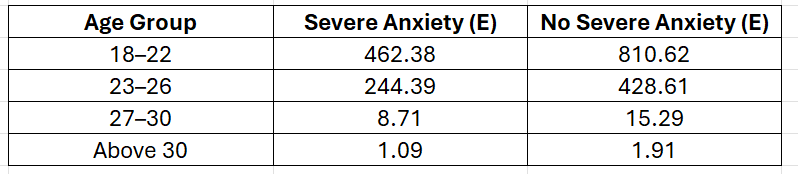 Age Group Severe Anxiety (E) No Severe Anxiety (E)
18–22 462.38 810.62
23–26 244.39 428.61
27–30 8.71 15.29
Above 30 1.09 1.91